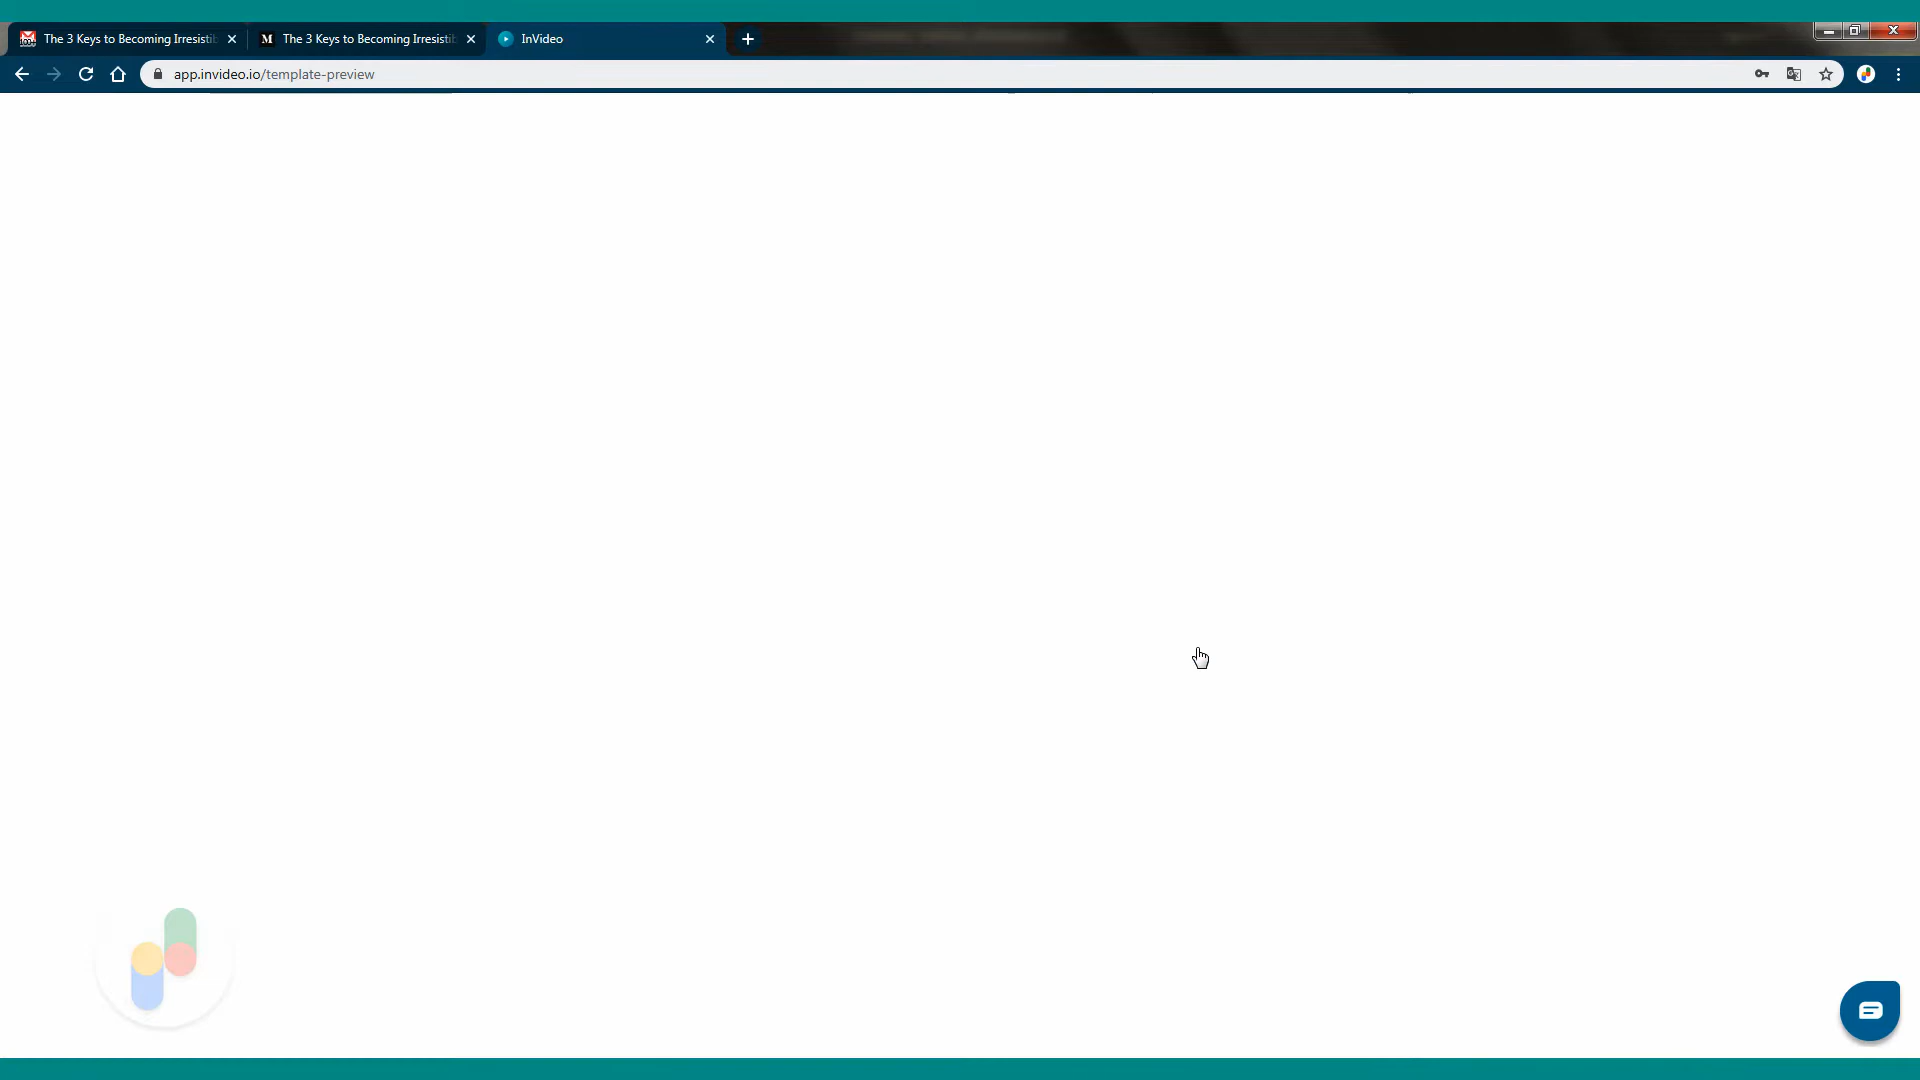 The 3 Keys to Becoming Irresistib
M The 3 Keys to Becoming Irresistib
InVideo
app.invideo.io/template-preview